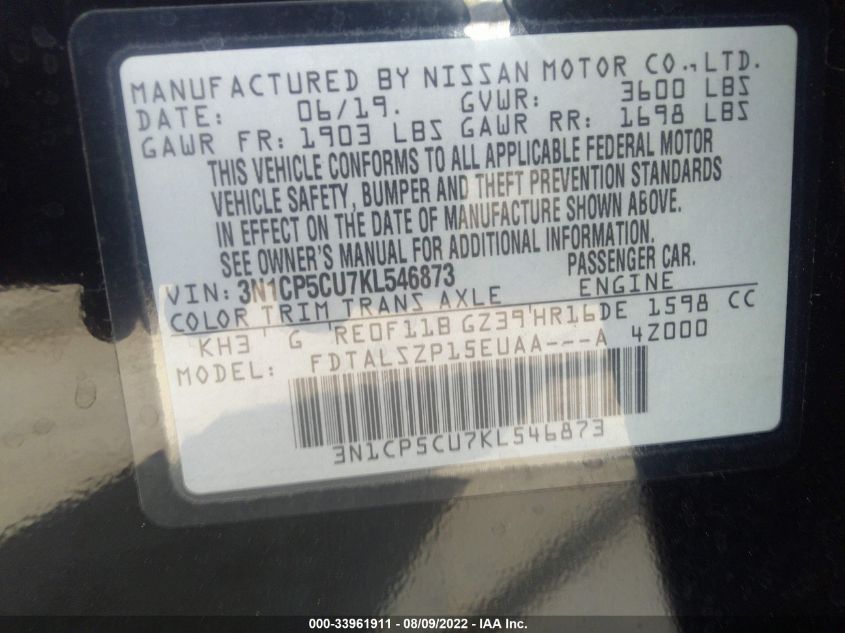 MANUFACTURED BY NISSAN MOTOR CO., LTD.
DATE: 06/19. GVWR: 3600 LBS
GAWR FR: 1903 LBS GAWR RR: 1698 LBS
THIS VEHICLE CONFORMS TO ALL APPLICABLE FEDERAL MOTOR
VEHICLE SAFETY, BUMPER AND THEFT PREVENTION STANDARDS
IN EFFECT ON THE DATE OF MANUFACTURE SHOWN ABOVE.
SEE OWNER'S MANUAL FOR ADDITIONAL INFORMATION.
VIN: 3N1CP5CU7KL546873 PASSENGER CAR.
COLOR TRIM TRANS AXLE ENGINE
KH3 G RE0F11B GZ39 HR16DE 1598 CC
MODEL: FDTALSZP15EUAA---A 4Z000
3N1CP5CU7KL546873
000-33961911 - 08/09/2022 - IAA Inc.